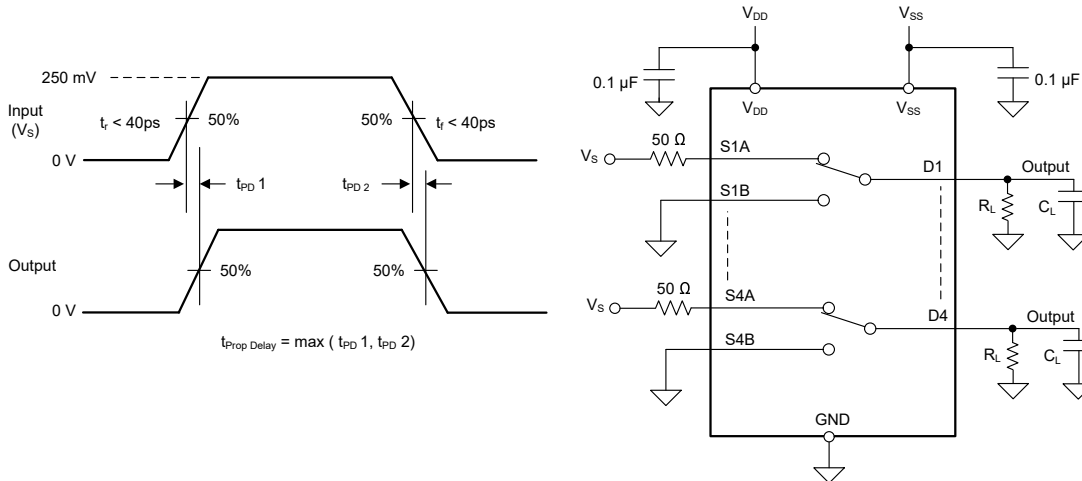 250 mV
Input
(VS)
tr < 40ps
50%
50%
tf < 40ps
0 V
tPD 1
tPD 2
Output
50%
50%
0 V
tProp Delay = max ( tPD 1, tPD 2)
VDD
VSS
0.1 µF
0.1 µF
VDD
VSS
50 Ω
VS
S1A
D1
Output
S1B
RL
CL
50 Ω
VS
S4A
D4
Output
S4B
RL
CL
GND